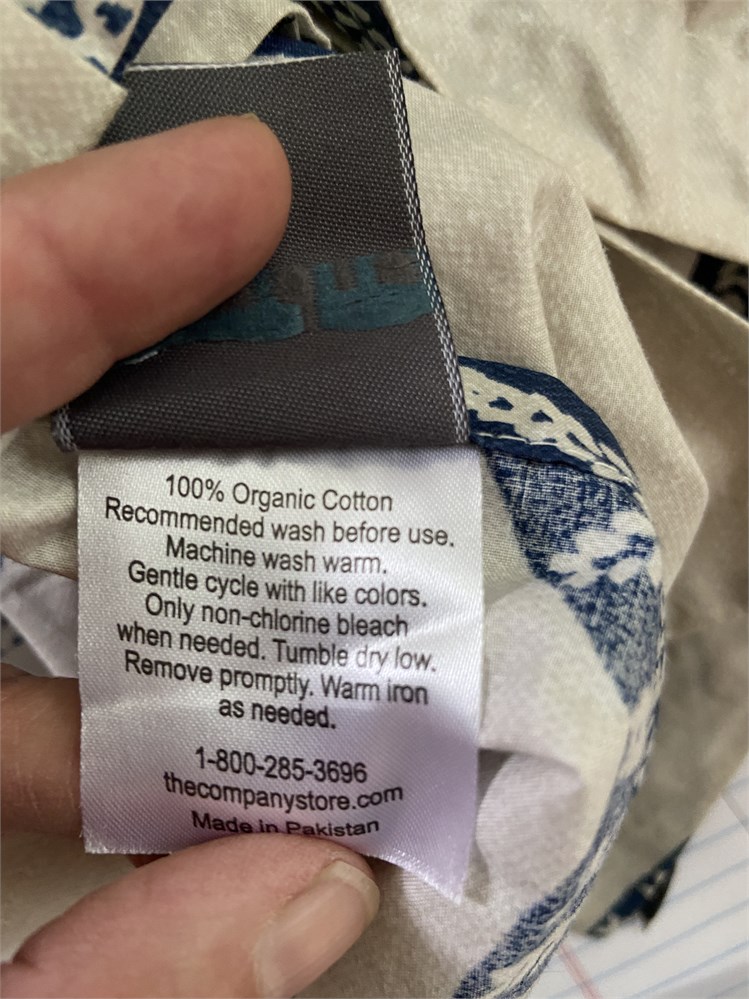 100% Organic Cotton
Recommended wash before use.
Machine wash warm.
Gentle cycle with like colors.
Only non-chlorine bleach
when needed. Tumble dry low.
Remove promptly. Warm iron
as needed.
1-800-285-3696
thecompanystore.com
Made in Pakistan